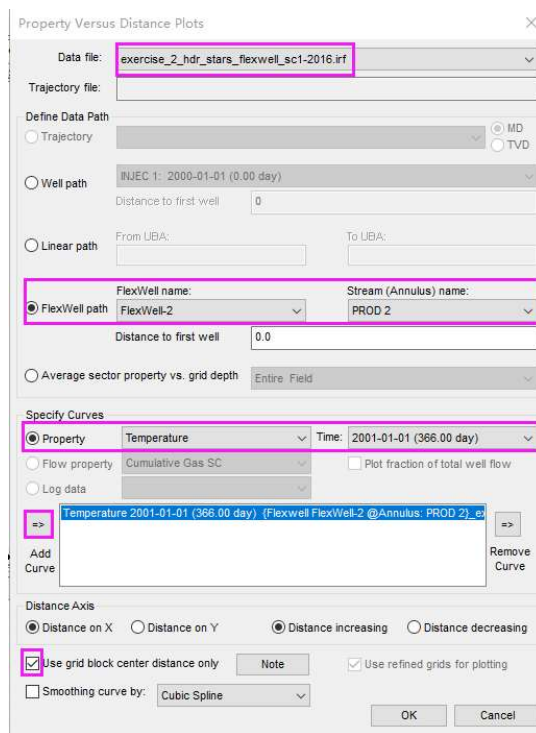 Property Versus Distance Plots
Data file: exercise_2_hdr_stars_flexwell_sc1-2016.irf
Trajectory file:
Define Data Path
Trajectory MD
TVD
Well path INJEC 1: 2000-01-01 (0.00 day)
Distance to first well 0
From UBA: To UBA:
Linear path
FlexWell name: Stream (Annulus) name:
FlexWell path FlexWell-2 PROD 2
Distance to first well 0.0
Average sector property vs. grid depth Entire Field
Specify Curves
Property Temperature Time: 2001-01-01 (366.00 day)
Flow property Cumulative Gas SC Plot fraction of total well flow
Log data
Temperature 2001-01-01 (366.00 day) {Flexwell FlexWell-2 @Annulus: PROD 2}_ex
=> =>
Add Remove
Curve Curve
Distance Axis
Distance on X Distance on Y Distance increasing Distance decreasing
Use grid block center distance only Note Use refined grids for plotting
Smoothing curve by: Cubic Spline
OK Cancel